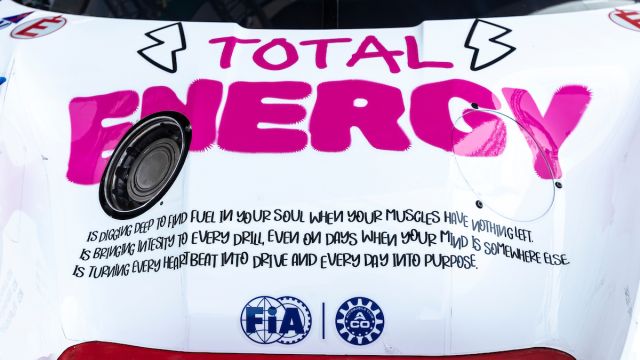 TOTAL
ENERGY
IS DIGGING DEEP TO FIND FUEL IN YOUR SOUL WHEN YOUR MUSCLES HAVE NOTHING LEFT.
IS BRINGING INTESITY TO EVERY DRILL, EVEN ON DAYS WHEN YOUR MIND IS SOMEWHERE ELSE.
IS TURNING EVERY HEARTBEAT INTO DRIVE AND EVERY DAY INTO PURPOSE.
FiA A CO
E
E